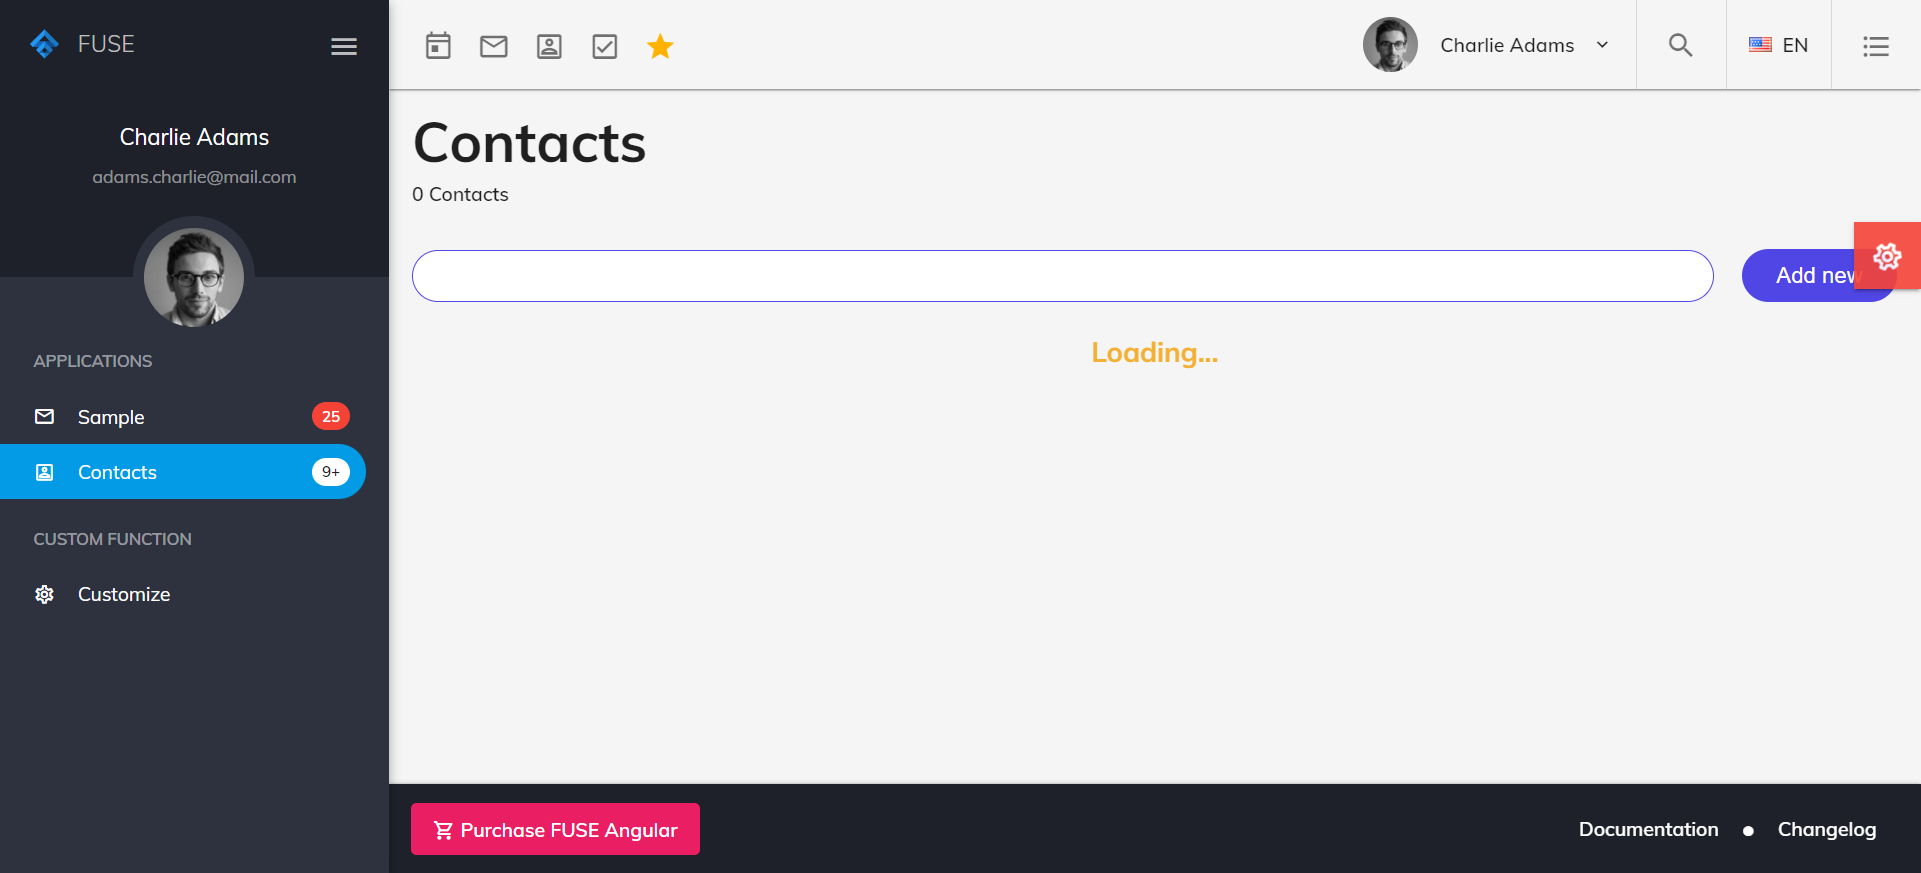 FUSE
Charlie Adams
EN
Charlie Adams
adams.charlie@mail.com
APPLICATIONS
Sample
25
Contacts
9+
CUSTOM FUNCTION
Customize
Contacts
0 Contacts
Add new
Loading...
Purchase FUSE Angular
Documentation
Changelog